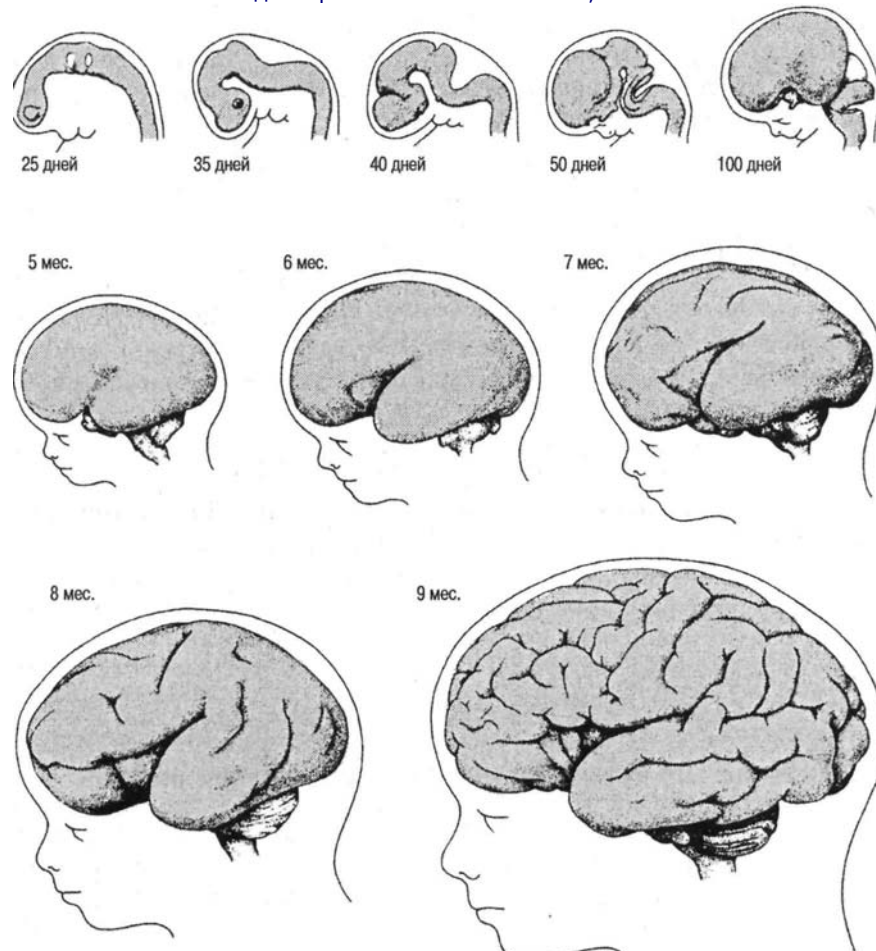 25 дней
35 дней
40 дней
50 дней
100 дней
5 мес.
6 мес.
7 мес.
8 мес.
9 мес.